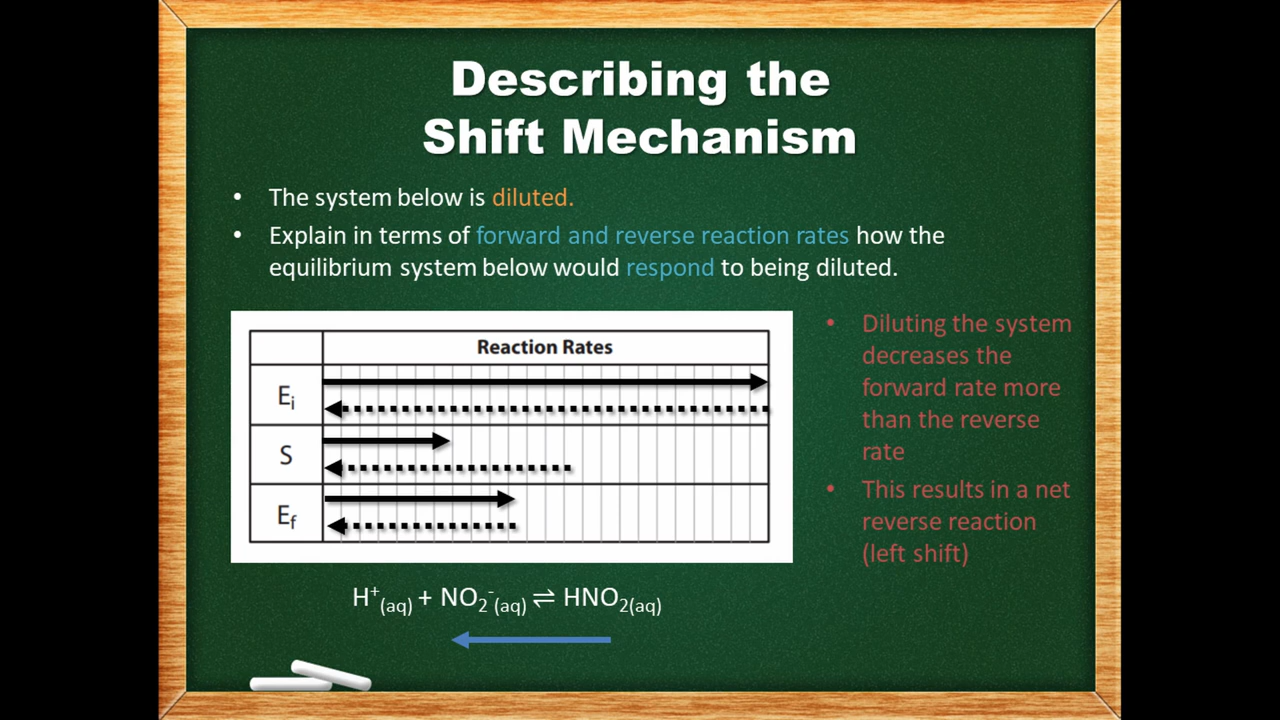 Describing the
Shift Mechanism
• The system below is diluted.
• Explain in terms of forward and reverse reaction rates how the
equilibrium system below would respond to being diluted.
Reaction Rates
Eᵢ
S
E_f
H⁺(aq) + NO₂⁻(aq) ⇌ HNO₂(aq)
• Diluting the system
decreases the
forward rate more
than the reverse
rate
• This results in a net
reverse reaction
(left shift)